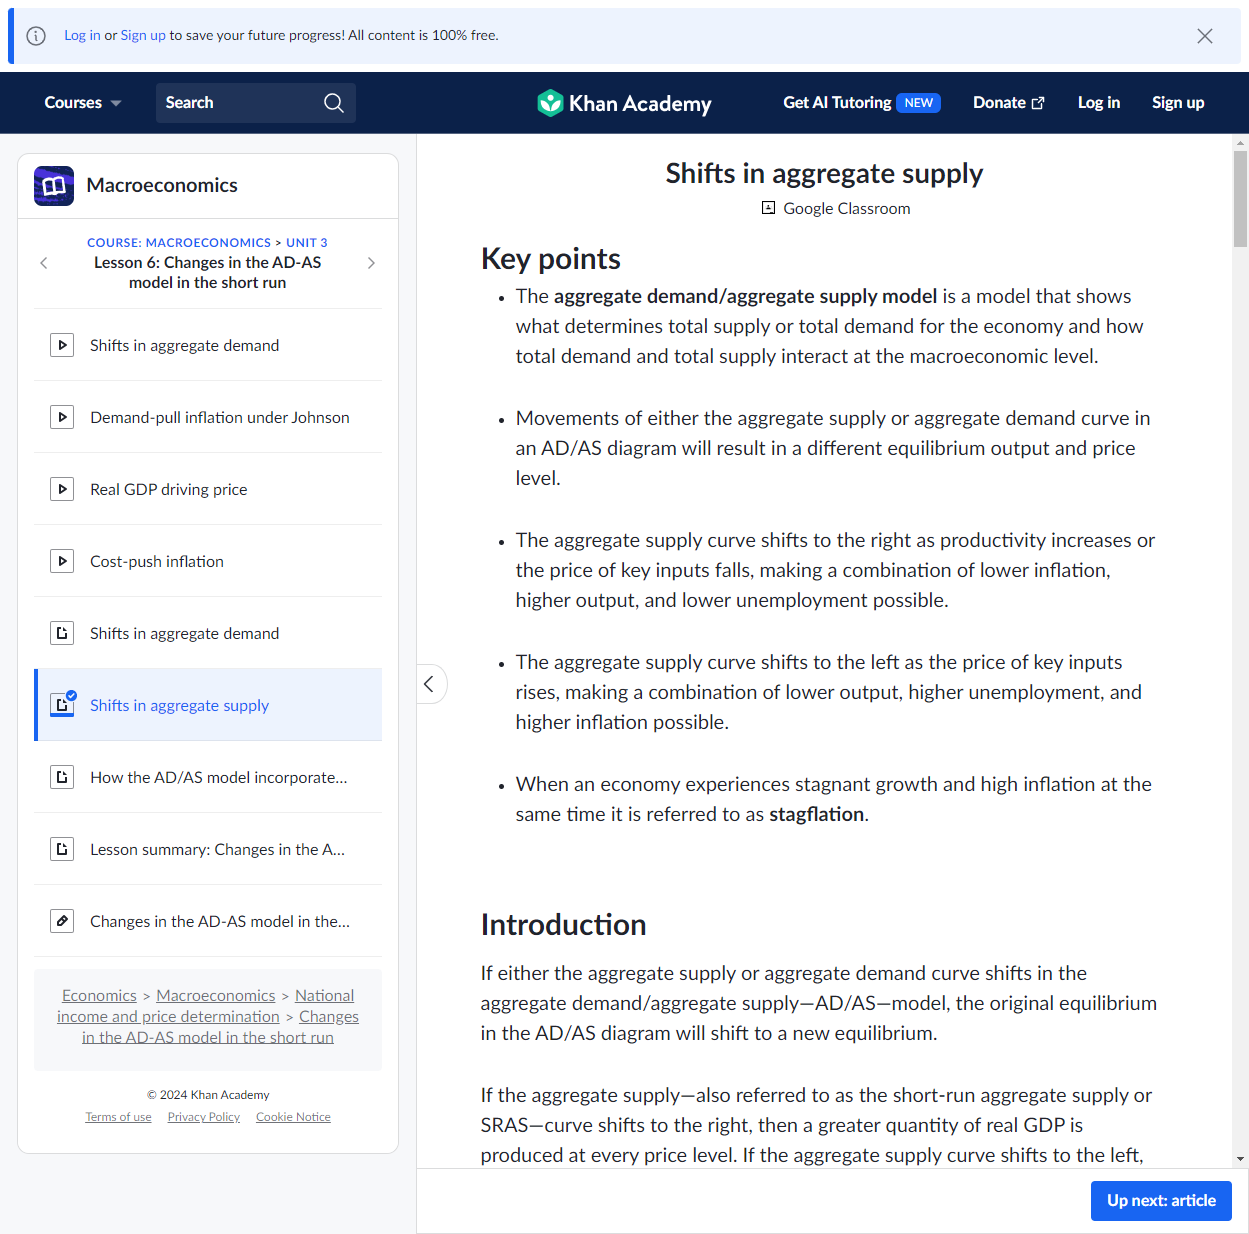 Log in or Sign up to save your future progress! All content is 100% free.
Courses
Search
Khan Academy
Get AI Tutoring NEW
Donate
Log in
Sign up
Macroeconomics
COURSE: MACROECONOMICS > UNIT 3
Lesson 6: Changes in the AD-AS
model in the short run
Shifts in aggregate demand
Demand-pull inflation under Johnson
Real GDP driving price
Cost-push inflation
Shifts in aggregate demand
Shifts in aggregate supply
How the AD/AS model incorporate...
Lesson summary: Changes in the A...
Changes in the AD-AS model in the...
Economics > Macroeconomics > National
income and price determination > Changes
in the AD-AS model in the short run
© 2024 Khan Academy
Terms of use Privacy Policy Cookie Notice
Shifts in aggregate supply
Google Classroom
Key points
• The aggregate demand/aggregate supply model is a model that shows
what determines total supply or total demand for the economy and how
total demand and total supply interact at the macroeconomic level.
• Movements of either the aggregate supply or aggregate demand curve in
an AD/AS diagram will result in a different equilibrium output and price
level.
• The aggregate supply curve shifts to the right as productivity increases or
the price of key inputs falls, making a combination of lower inflation,
higher output, and lower unemployment possible.
• The aggregate supply curve shifts to the left as the price of key inputs
rises, making a combination of lower output, higher unemployment, and
higher inflation possible.
• When an economy experiences stagnant growth and high inflation at the
same time it is referred to as stagflation.
Introduction
If either the aggregate supply or aggregate demand curve shifts in the
aggregate demand/aggregate supply—AD/AS—model, the original equilibrium
in the AD/AS diagram will shift to a new equilibrium.
If the aggregate supply—also referred to as the short-run aggregate supply or
SRAS—curve shifts to the right, then a greater quantity of real GDP is
produced at every price level. If the aggregate supply curve shifts to the left,
Up next: article